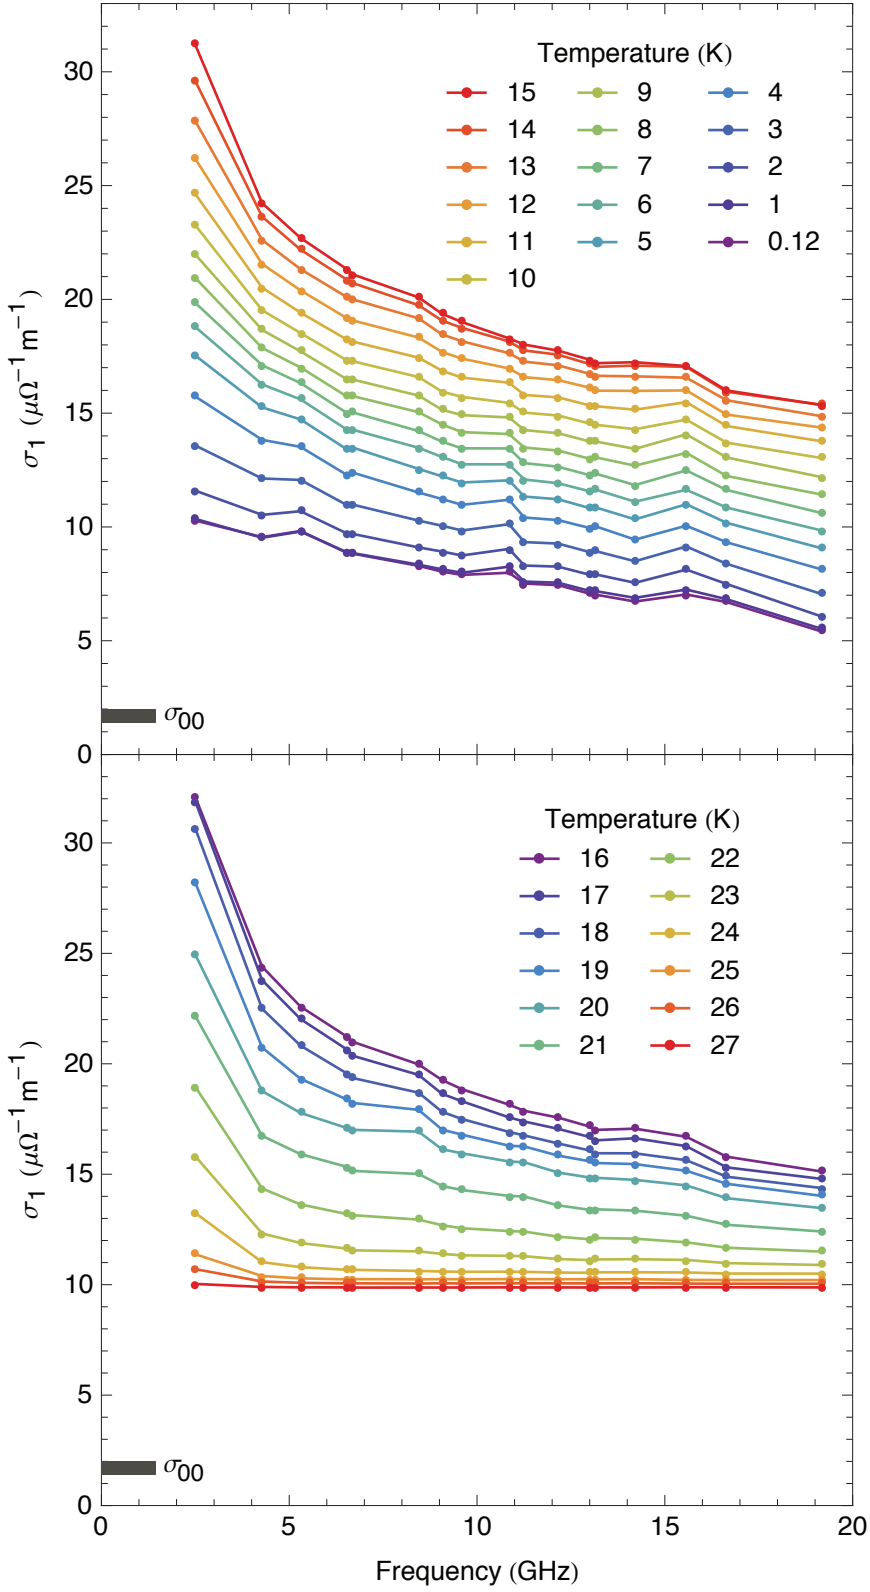 Temperature (K)
15 9 4
14 8 3
13 7 2
12 6 1
11 5 0.12
10
30
25
20
15
10
5
0
σ₁ (μΩ⁻¹m⁻¹)
σ₀₀
Temperature (K)
16 22
17 23
18 24
19 25
20 26
21 27
30
25
20
15
10
5
0
σ₁ (μΩ⁻¹m⁻¹)
σ₀₀
0 5 10 15 20
Frequency (GHz)